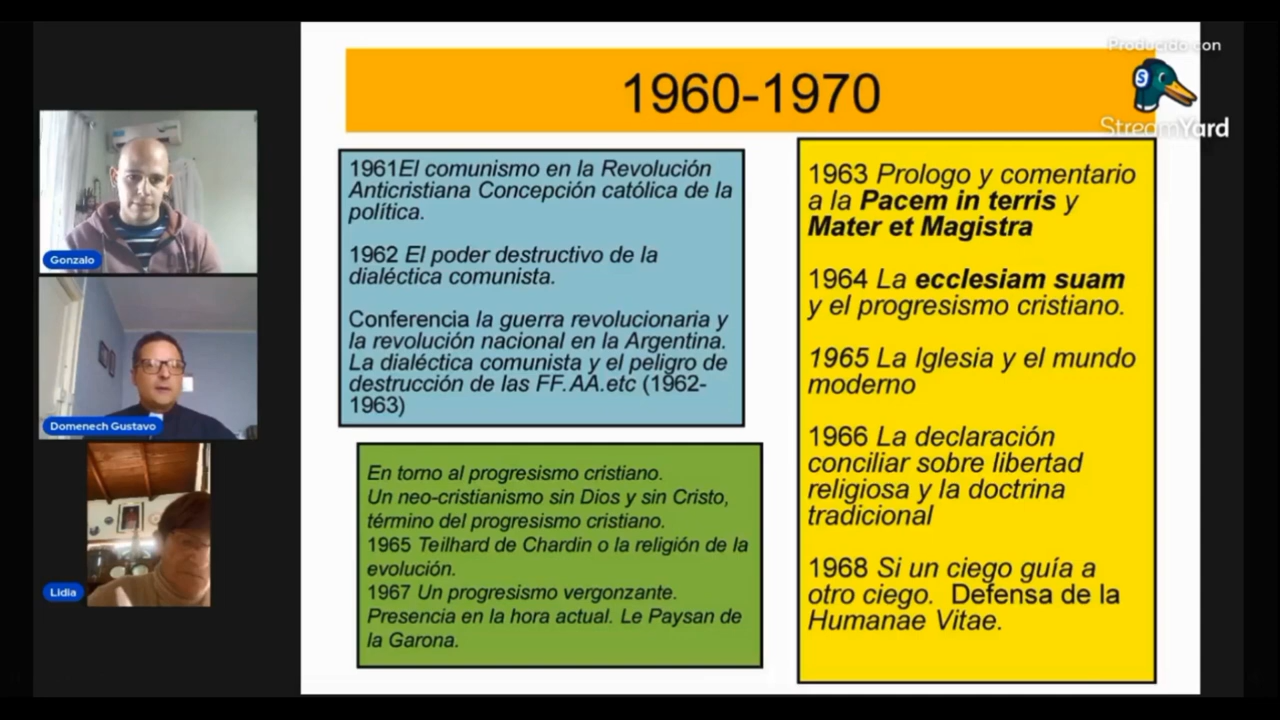 Producido con
StreamYard
1960-1970
1961El comunismo en la Revolución
Anticristiana Concepción católica de la
política.
1962 El poder destructivo de la
dialéctica comunista.
Conferencia la guerra revolucionaria y
la revolución nacional en la Argentina.
La dialéctica comunista y el peligro de
destrucción de las FF.AA.etc (1962-
1963)
En torno al progresismo cristiano.
Un neo-cristianismo sin Dios y sin Cristo,
término del progresismo cristiano.
1965 Teilhard de Chardin o la religión de la
evolución.
1967 Un progresismo vergonzante.
Presencia en la hora actual. Le Paysan de
la Garona.
1963 Prologo y comentario
a la Pacem in terris y
Mater et Magistra
1964 La ecclesiam suam
y el progresismo cristiano.
1965 La Iglesia y el mundo
moderno
1966 La declaración
conciliar sobre libertad
religiosa y la doctrina
tradicional
1968 Si un ciego guía a
otro ciego. Defensa de la
Humanae Vitae.
Gonzalo
Domenech Gustavo
Lidia